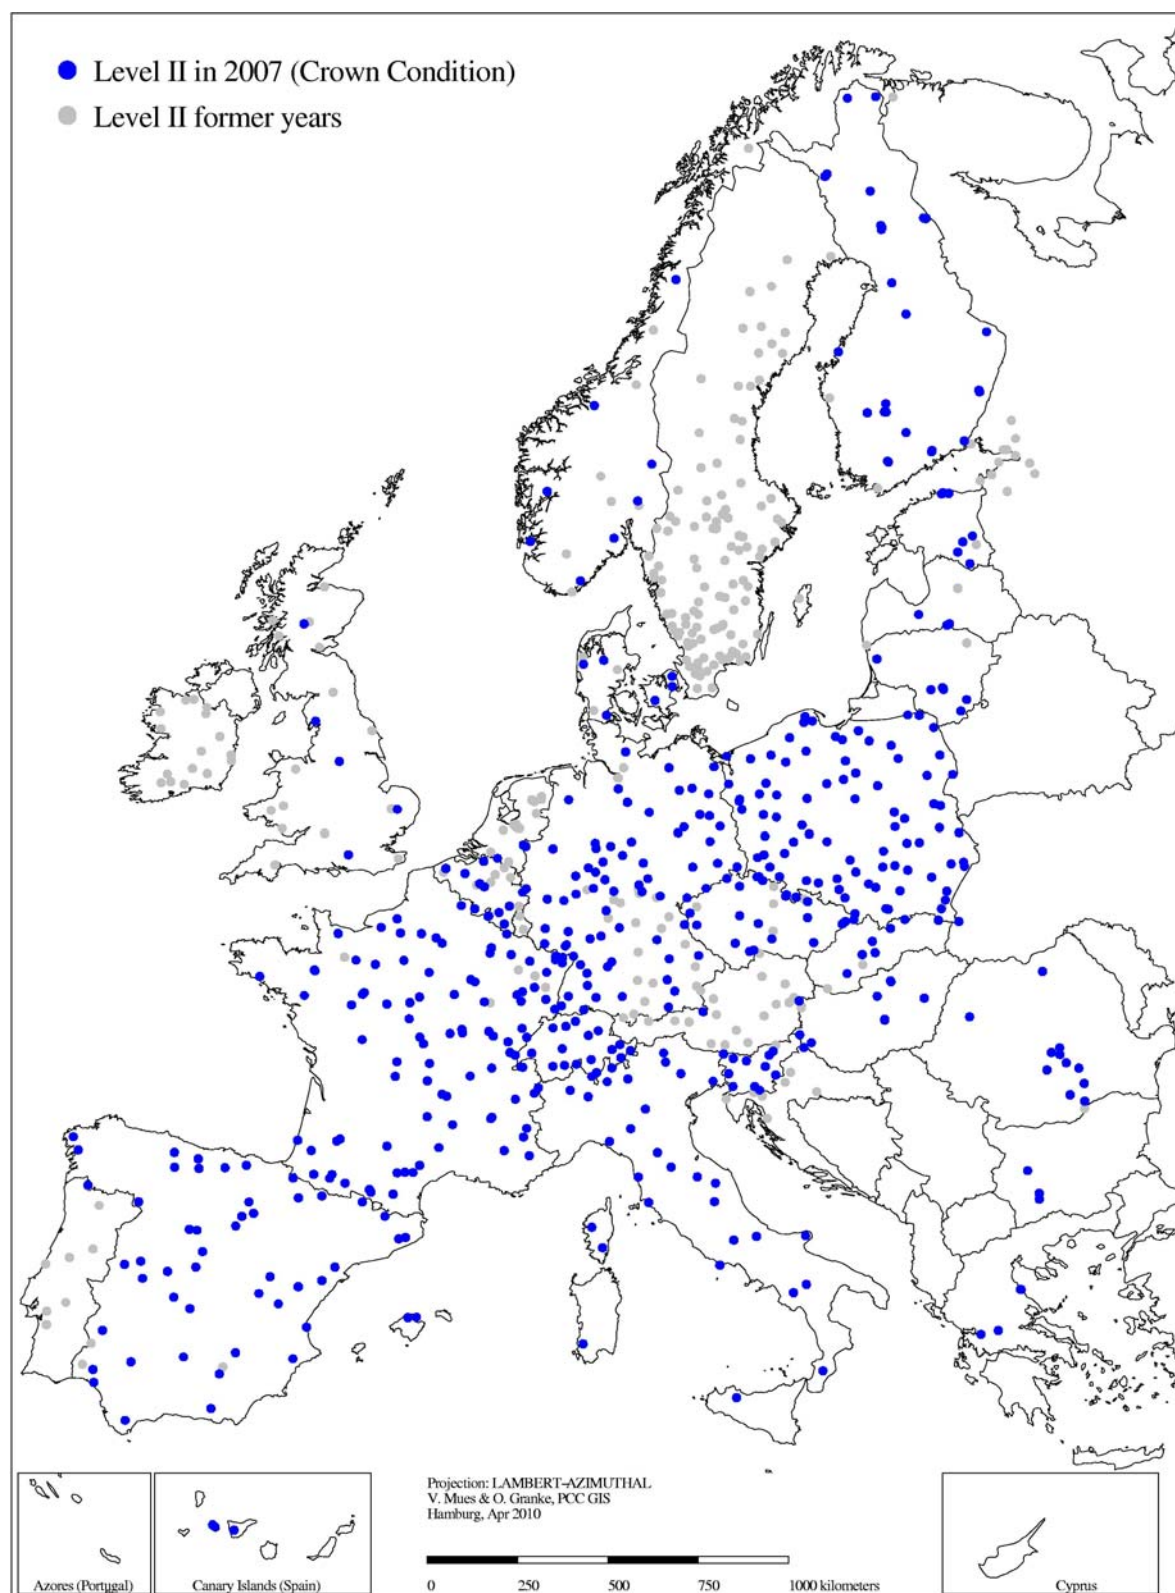 Level II in 2007 (Crown Condition)
Level II former years
Projection: LAMBERT-AZIMUTHAL
V. Mues & O. Granke, PCC GIS
Hamburg, Apr 2010
0 250 500 750 1000 kilometers
Azores (Portugal)
Canary Islands (Spain)
Cyprus